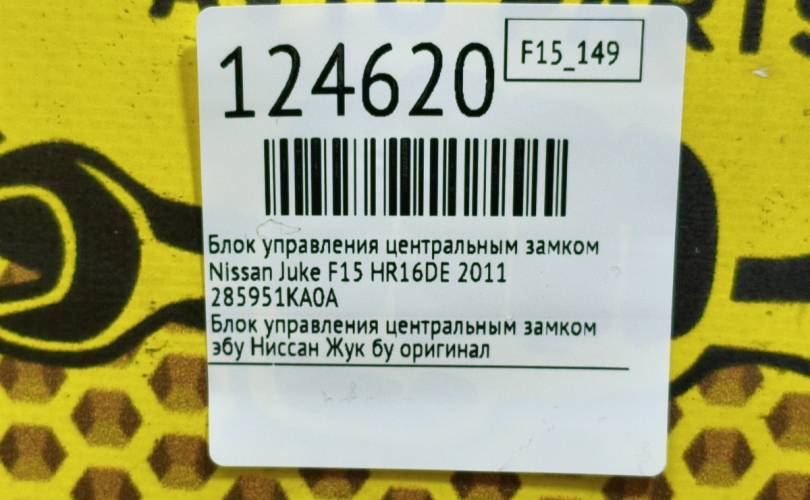 124620
F15_149
Блок управления центральным замком
Nissan Juke F15 HR16DE 2011
285951KA0A
Блок управления центральным замком
эбу Ниссан Жук бу оригинал